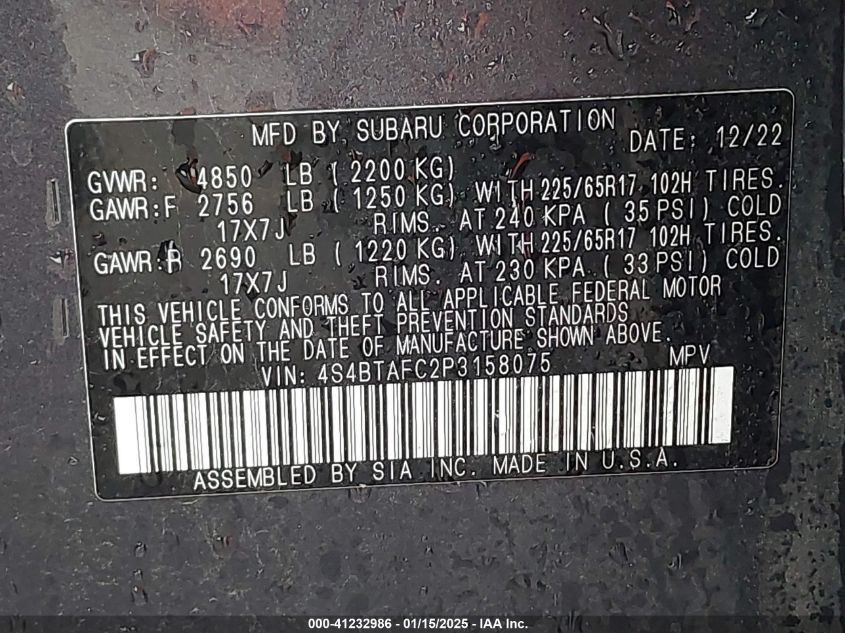 MFD BY SUBARU CORPORATION DATE: 12/22
GVWR: 4850 LB ( 2200 KG)
GAWR:F 2756 LB ( 1250 KG) WITH 225/65R17 102H TIRES.
17X7J RIMS. AT 240 KPA ( 35 PSI) COLD
GAWR:R 2690 LB ( 1220 KG) WITH 225/65R17 102H TIRES.
17X7J RIMS. AT 230 KPA ( 33 PSI) COLD
THIS VEHICLE CONFORMS TO ALL APPLICABLE FEDERAL MOTOR
VEHICLE SAFETY AND THEFT PREVENTION STANDARDS
IN EFFECT ON THE DATE OF MANUFACTURE SHOWN ABOVE.
VIN: 4S4BTAFC2P3158075 MPV
ASSEMBLED BY SIA INC. MADE IN U.S.A.
000-41232986 - 01/15/2025 - IAA Inc.